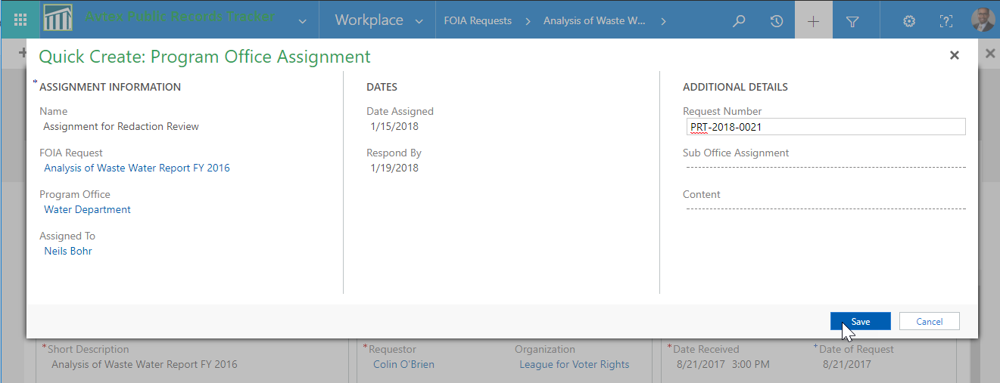 Avtex Public Records Tracker
Workplace
FOIA Requests
Analysis of Waste W...
Quick Create: Program Office Assignment
* ASSIGNMENT INFORMATION
Name
Assignment for Redaction Review
FOIA Request
Analysis of Waste Water Report FY 2016
Program Office
Water Department
Assigned To
Neils Bohr
DATES
Date Assigned
1/15/2018
Respond By
1/19/2018
ADDITIONAL DETAILS
Request Number
PRT-2018-0021
Sub Office Assignment
Content
Save
Cancel
*Short Description
Analysis of Waste Water Report FY 2016
*Requestor
Colin O'Brien
Organization
League for Voter Rights
*Date Received
8/21/2017 3:00 PM
+Date of Request
8/21/2017